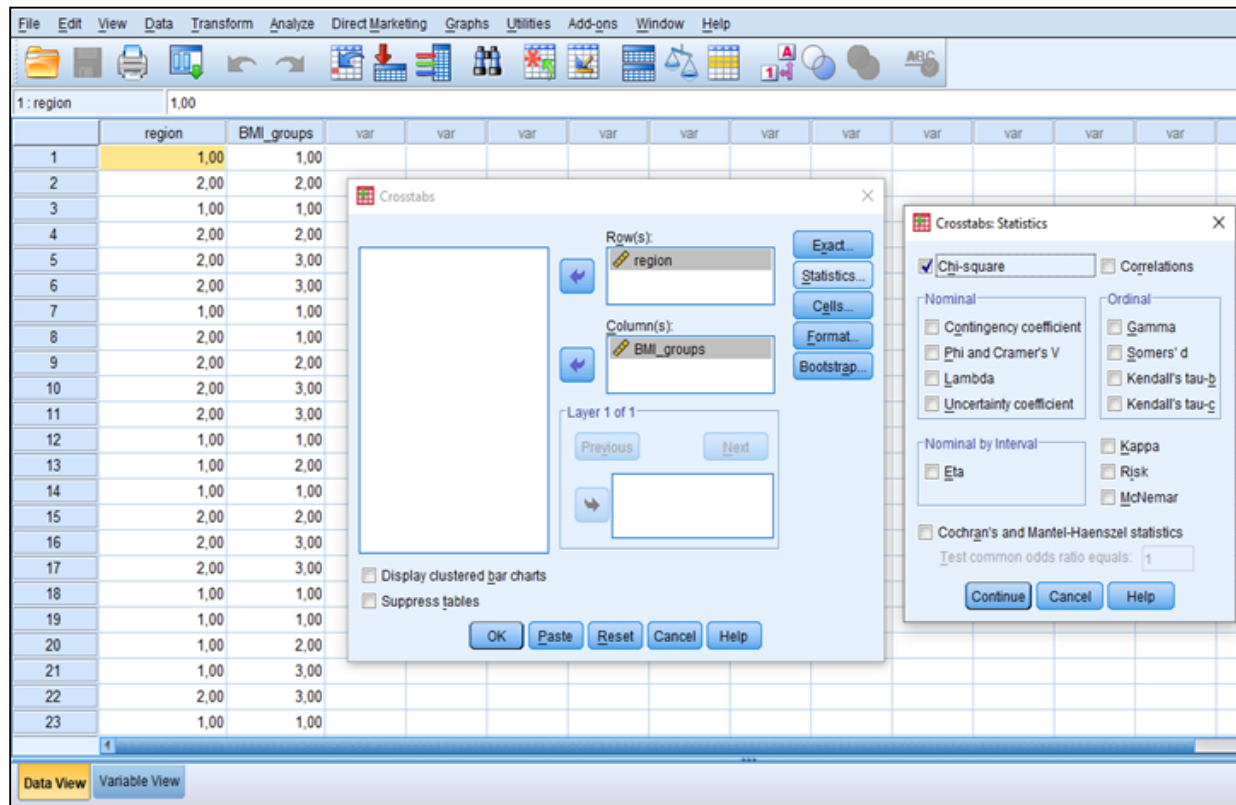 File Edit View Data Transform Analyze Direct Marketing Graphs Utilities Add-ons Window Help
A
1
ABC
1 : region 1,00
region BMI_groups var var var var var var var var var var var
1 1,00 1,00
2 2,00 2,00
3 1,00 1,00
4 2,00 2,00
5 2,00 3,00
6 2,00 3,00
7 1,00 1,00
8 2,00 1,00
9 2,00 2,00
10 2,00 3,00
11 2,00 3,00
12 1,00 1,00
13 1,00 2,00
14 1,00 1,00
15 2,00 2,00
16 2,00 3,00
17 2,00 3,00
18 1,00 1,00
19 1,00 1,00
20 1,00 2,00
21 1,00 3,00
22 2,00 3,00
23 1,00 1,00
Crosstabs
Row(s):
region
Column(s):
BMI_groups
Layer 1 of 1
Previous Next
Exact...
Statistics...
Cells...
Format...
Bootstrap...
Display clustered bar charts
Suppress tables
OK Paste Reset Cancel Help
Crosstabs: Statistics
Chi-square Correlations
Nominal Ordinal
Contingency coefficient Gamma
Phi and Cramer's V Somers' d
Lambda Kendall's tau-b
Uncertainty coefficient Kendall's tau-c
Nominal by Interval Kappa
Eta Risk
McNemar
Cochran's and Mantel-Haenszel statistics
Test common odds ratio equals: 1
Continue Cancel Help
Data View Variable View